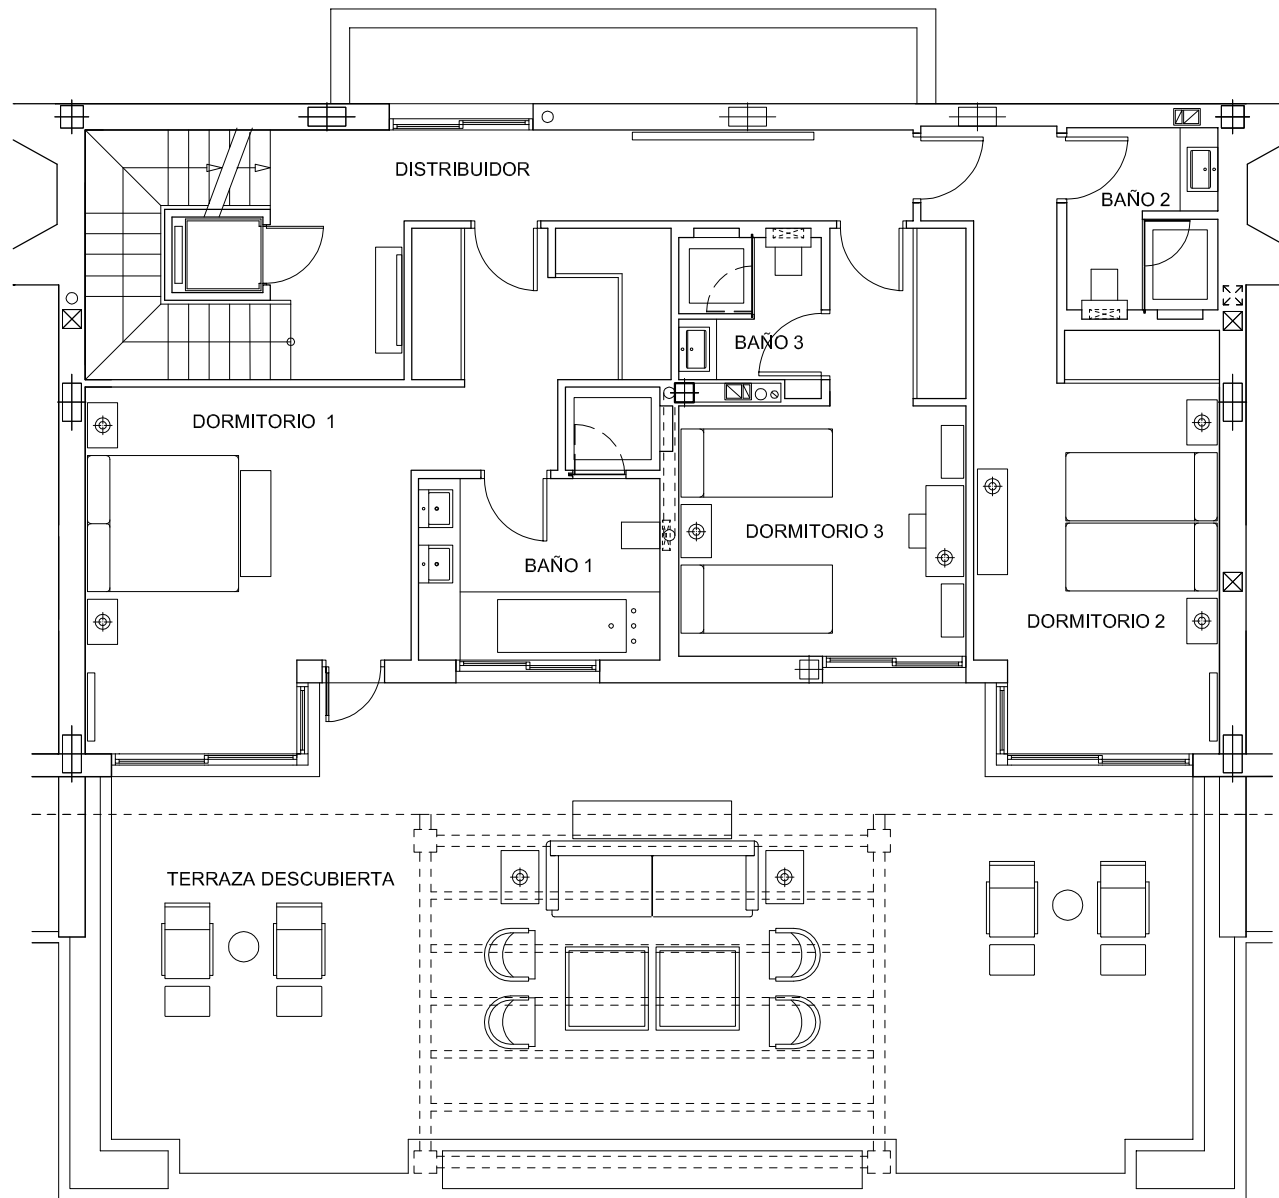 DISTRIBUIDOR
BAÑO 2
BAÑO 3
DORMITORIO 1
DORMITORIO 3
BAÑO 1
DORMITORIO 2
TERRAZA DESCUBIERTA